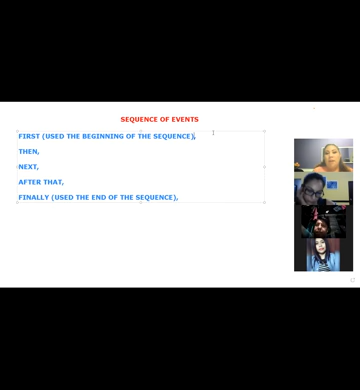 SEQUENCE OF EVENTS
FIRST (USED THE BEGINNING OF THE SEQUENCE),
THEN,
NEXT,
AFTER THAT,
FINALLY (USED THE END OF THE SEQUENCE),